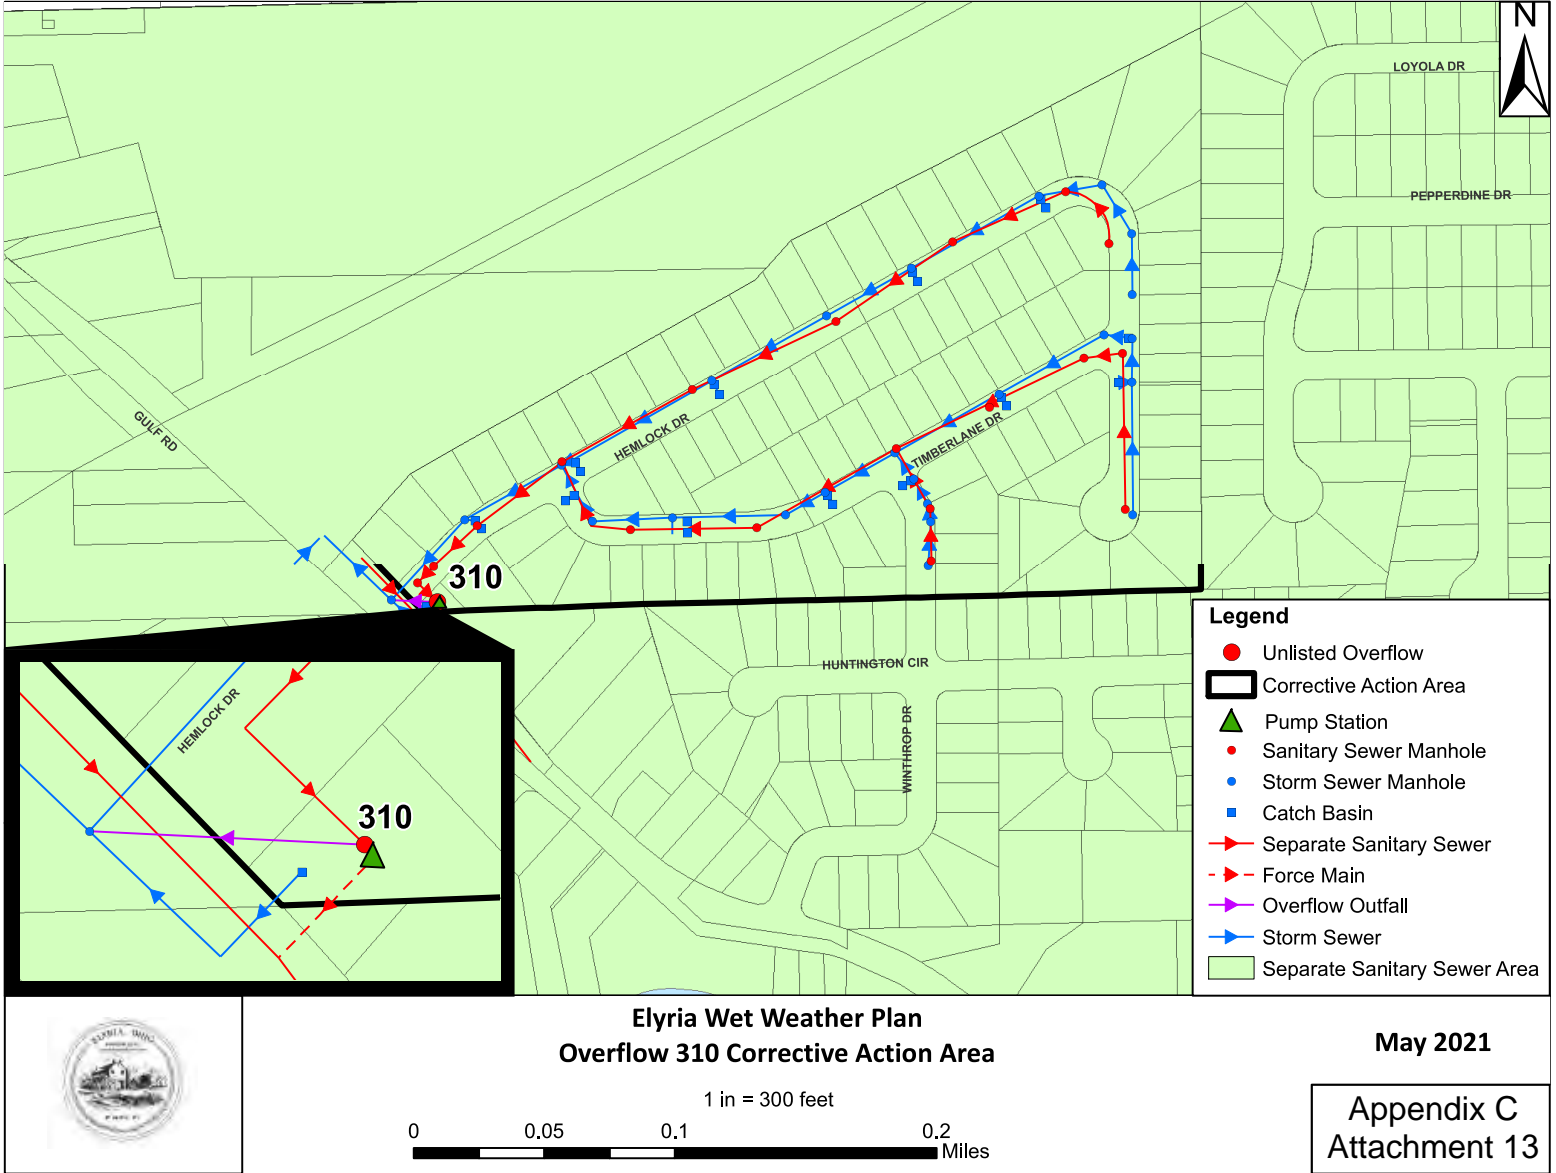 N
LOYOLA DR
PEPPERDINE DR
GULF RD
HEMLOCK DR
TIMBERLANE DR
310
HUNTINGTON CIR
WINTHROP DR
HEMLOCK DR
310
Legend
Unlisted Overflow
Corrective Action Area
Pump Station
Sanitary Sewer Manhole
Storm Sewer Manhole
Catch Basin
Separate Sanitary Sewer
Force Main
Overflow Outfall
Storm Sewer
Separate Sanitary Sewer Area
ELYRIA, OHIO
Elyria Wet Weather Plan
Overflow 310 Corrective Action Area
1 in = 300 feet
0 0.05 0.1 0.2
Miles
May 2021
Appendix C
Attachment 13